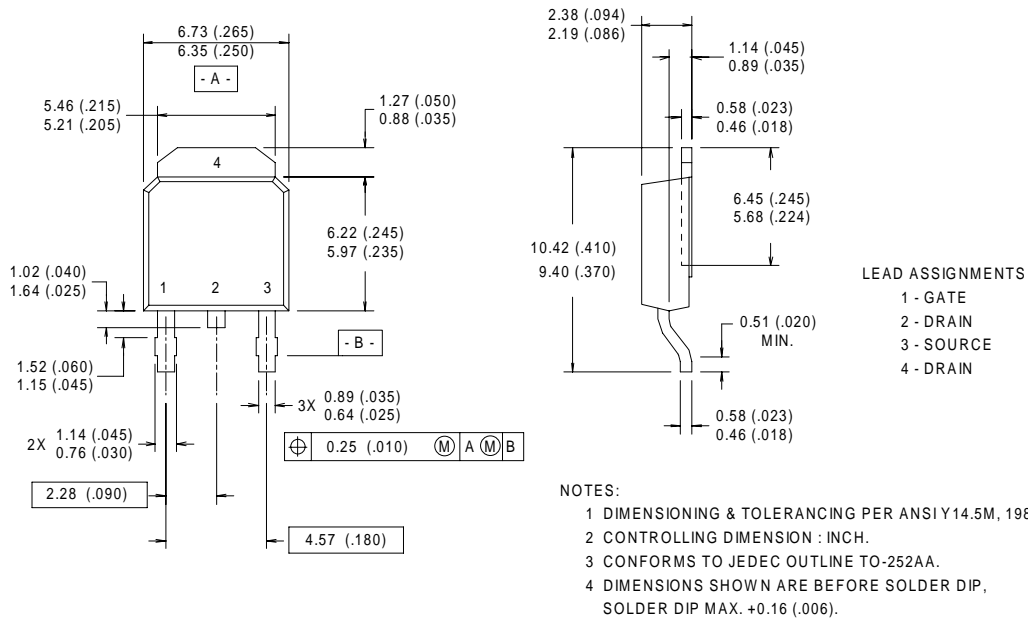 6.73 (.265)
6.35 (.250)
- A -
5.46 (.215)
5.21 (.205)
1.27 (.050)
0.88 (.035)
4
6.22 (.245)
5.97 (.235)
1.02 (.040)
1.64 (.025)
1 2 3
- B -
1.52 (.060)
1.15 (.045)
3X 0.89 (.035)
0.64 (.025)
2X 1.14 (.045)
0.76 (.030)
⌖ 0.25 (.010) Ⓜ A Ⓜ B
2.28 (.090)
4.57 (.180)
2.38 (.094)
2.19 (.086)
1.14 (.045)
0.89 (.035)
0.58 (.023)
0.46 (.018)
6.45 (.245)
5.68 (.224)
10.42 (.410)
9.40 (.370)
0.51 (.020)
MIN.
0.58 (.023)
0.46 (.018)
LEAD ASSIGNMENTS
1 - GATE
2 - DRAIN
3 - SOURCE
4 - DRAIN
NOTES:
1 DIMENSIONING & TOLERANCING PER ANSI Y14.5M, 198
2 CONTROLLING DIMENSION : INCH.
3 CONFORMS TO JEDEC OUTLINE TO-252AA.
4 DIMENSIONS SHOWN ARE BEFORE SOLDER DIP,
SOLDER DIP MAX. +0.16 (.006).